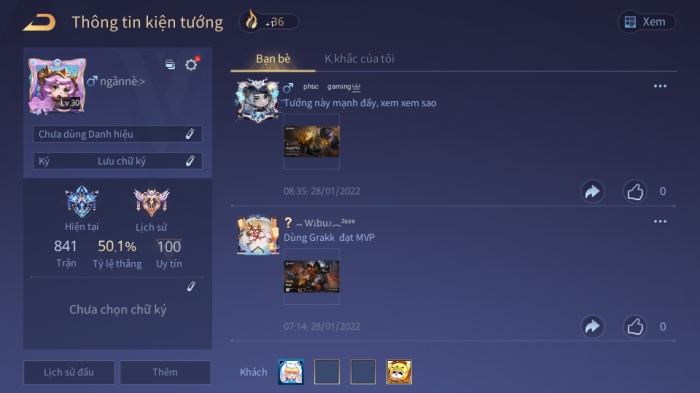 Thông tin kiện tướng
Xem
ngânnè:>
Lv.30
Chưa dùng Danh hiệu
Ký Lưu chữ ký
Hiện tại Lịch sử
841 50,1% 100
Trận Tỷ lệ thắng Uy tín
Chưa chọn chữ ký
Lịch sử đấu Thêm
Bạn bè K.khắc của tôi
phuc gaming
Tướng này mạnh đấy, xem xem sao
08:35: 28/01/2022 0
Dùng Grakk đạt MVP
07:14: 28/01/2022 0
Khách